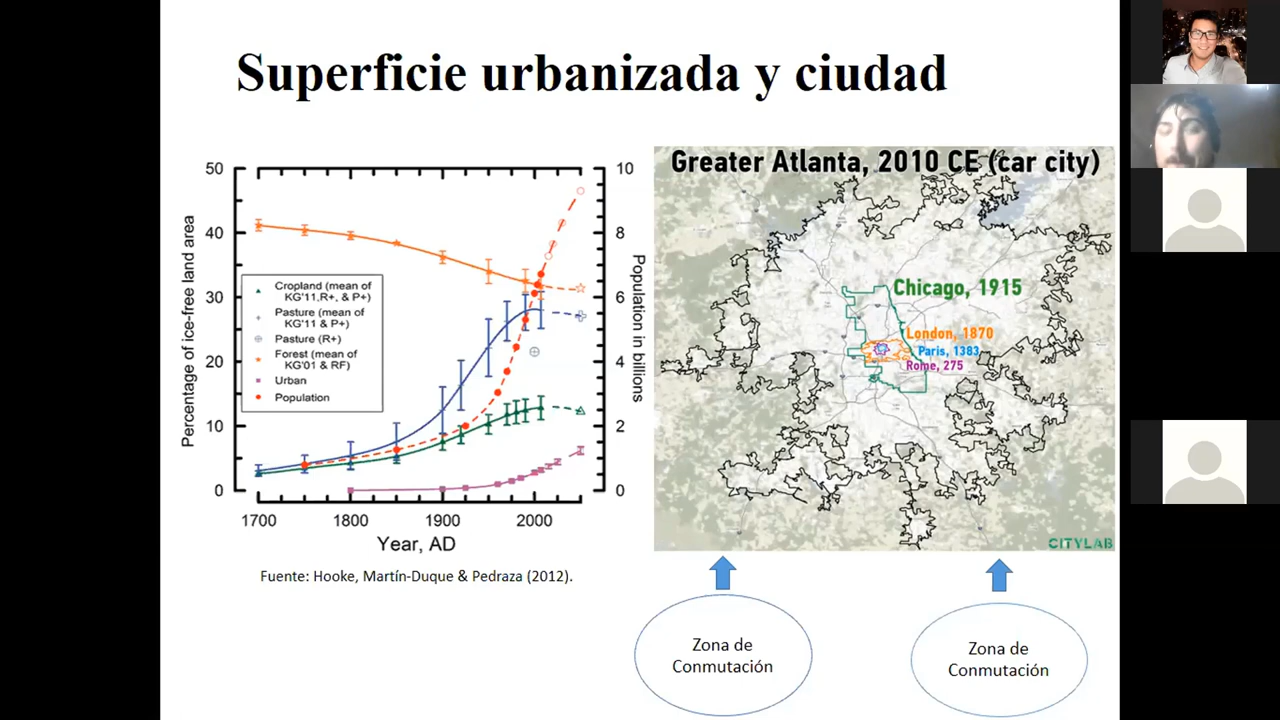 Superficie urbanizada y ciudad
50
40
30
20
10
0
Percentage of ice-free land area
10
8
6
4
2
0
Population in billions
Cropland (mean of
KG'11,R+, & P+)
Pasture (mean of
KG'11 & P+)
Pasture (R+)
Forest (mean of
KG'01 & RF)
Urban
Population
1700
1800
1900
2000
Year, AD
Fuente: Hooke, Martín-Duque & Pedraza (2012).
Greater Atlanta, 2010 CE (car city)
Chicago, 1915
London, 1870
Paris, 1383
Rome, 275
CITYLAB
Zona de
Conmutación
Zona de
Conmutación